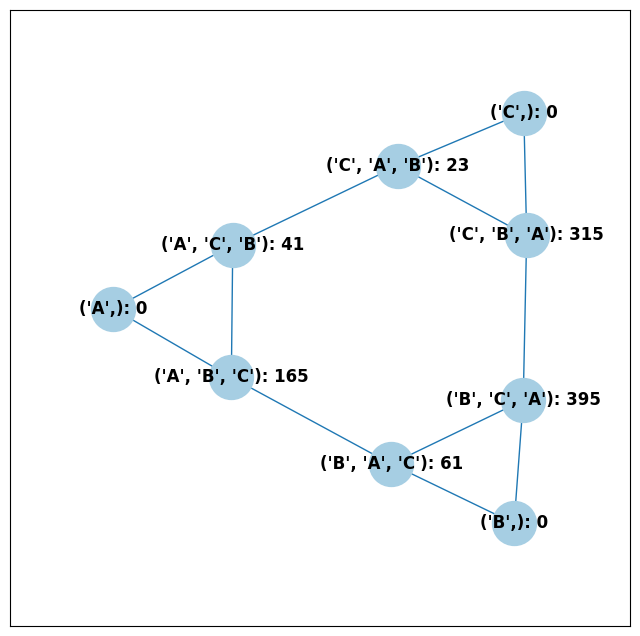 ('C',): 0
('C', 'A', 'B'): 23
('C', 'B', 'A'): 315
('A', 'C', 'B'): 41
('A',): 0
('A', 'B', 'C'): 165
('B', 'C', 'A'): 395
('B', 'A', 'C'): 61
('B',): 0